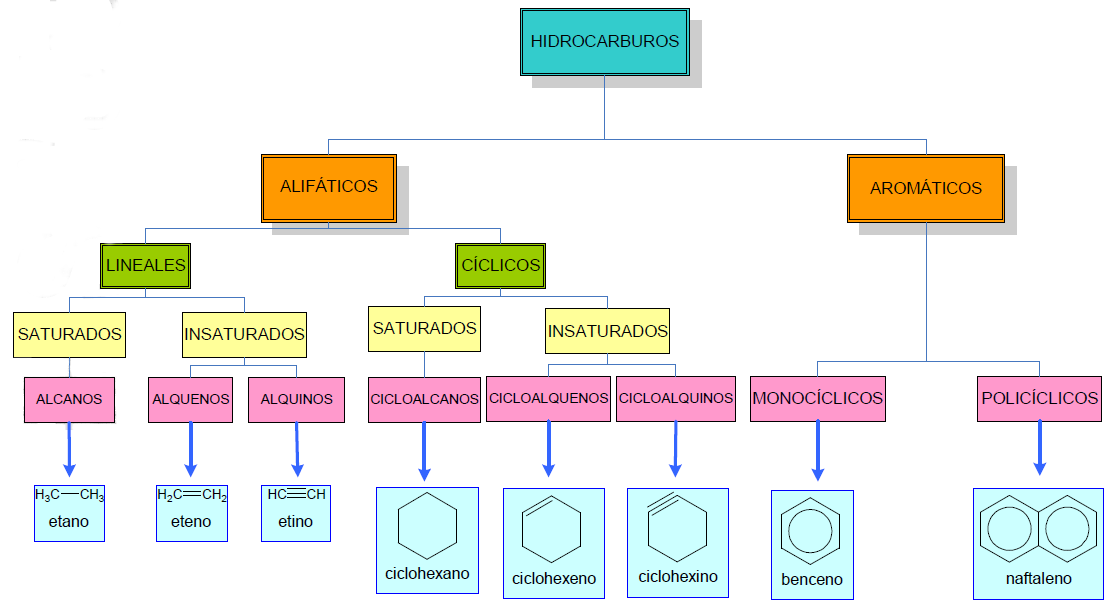 HIDROCARBUROS
ALIFÁTICOS
AROMÁTICOS
LINEALES
CÍCLICOS
SATURADOS
INSATURADOS
SATURADOS
INSATURADOS
ALCANOS
ALQUENOS
ALQUINOS
CICLOALCANOS
CICLOALQUENOS
CICLOALQUINOS
MONOCÍCLICOS
POLICÍCLICOS
H₃C—CH₃
etano
H₂C═CH₂
eteno
HC≡CH
etino
ciclohexano
ciclohexeno
ciclohexino
benceno
naftaleno